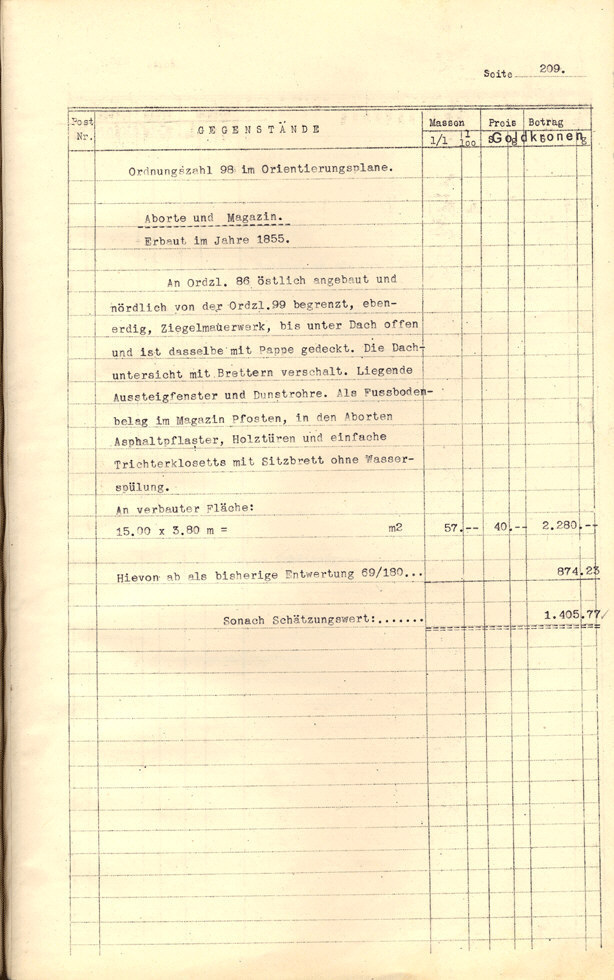 Seite 209.
Post Nr. GEGENSTÄNDE Massen 1/1 1/100 Preis Betrag Goldkronen
Ordnungszahl 98 im Orientierungsplane.
Aborte und Magazin.
Erbaut im Jahre 1855.
An Ordzl. 86 östlich angebaut und
nördlich von der Ordzl.99 begrenzt, eben-
erdig, Ziegelmauerwerk, bis unter Dach offen
und ist dasselbe mit Pappe gedeckt. Die Dach-
untersicht mit Brettern verschalt. Liegende
Aussteigfenster und Dunstrohre. Als Fussboden-
belag im Magazin Pfosten, in den Aborten
Asphaltpflaster, Holztüren und einfache
Trichterklosetts mit Sitzbrett ohne Wasser-
spülung.
An verbauter Fläche:
15.00 x 3.80 m = m2 57.-- 40.-- 2.280.--
Hievon ab als bisherige Entwertung 69/180... 874.23
Sonach Schätzungswert:....... 1.405.77